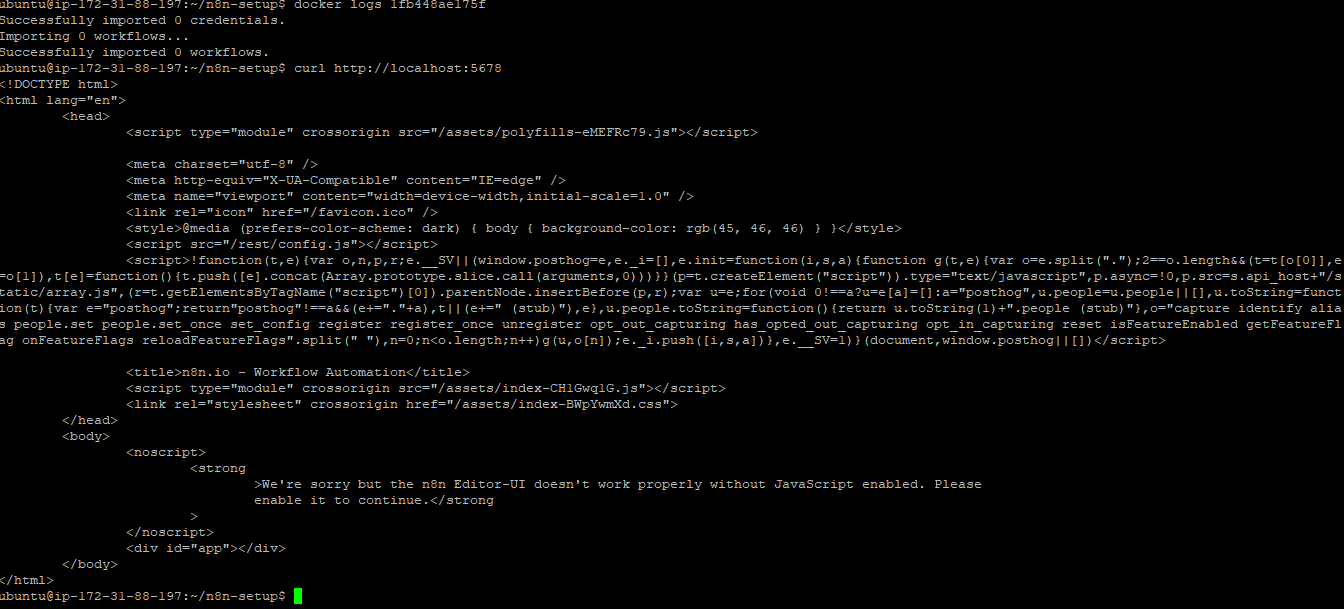 ubuntu@ip-172-31-88-197:~/n8n-setup$ docker logs 1fb448ae175f
Successfully imported 0 credentials.
Importing 0 workflows...
Successfully imported 0 workflows.
ubuntu@ip-172-31-88-197:~/n8n-setup$ curl http://localhost:5678
<!DOCTYPE html>
<html lang="en">
<head>
<script type="module" crossorigin src="/assets/polyfills-eMEFRc79.js"></script>
<meta charset="utf-8" />
<meta http-equiv="X-UA-Compatible" content="IE=edge" />
<meta name="viewport" content="width=device-width,initial-scale=1.0" />
<link rel="icon" href="/favicon.ico" />
<style>@media (prefers-color-scheme: dark) { body { background-color: rgb(45, 46, 46) } }</style>
<script src="/rest/config.js"></script>
<script>!function(t,e){var o,n,p,r;e.__SV||(window.posthog=e,e._i=[],e.init=function(i,s,a){function g(t,e){var o=e.split(".");2==o.length&&(t=t[o[0]],e
=o[1]),t[e]=function(){t.push([e].concat(Array.prototype.slice.call(arguments,0)))}}(p=t.createElement("script")).type="text/javascript",p.async=!0,p.src=s.api_host+"/s
tatic/array.js",(r=t.getElementsByTagName("script")[0]).parentNode.insertBefore(p,r);var u=e;for(void 0!==a?u=e[a]=[]:a="posthog",u.people=u.people||[],u.toString=funct
ion(t){var e="posthog";return"posthog"!==a&&(e+="."+a),t||(e+=" (stub)"),e},u.people.toString=function(){return u.toString(1)+".people (stub)"},o="capture identify alia
s people.set people.set_once set_config register register_once unregister opt_out_capturing has_opted_out_capturing opt_in_capturing reset isFeatureEnabled getFeatureFl
ag onFeatureFlags reloadFeatureFlags".split(" "),n=0;n<o.length;n++)g(u,o[n]);e._i.push([i,s,a])},e.__SV=1)}(document,window.posthog||[])</script>
<title>n8n.io - Workflow Automation</title>
<script type="module" crossorigin src="/assets/index-CH1Gwq1G.js"></script>
<link rel="stylesheet" crossorigin href="/assets/index-BWpYwmXd.css">
</head>
<body>
<noscript>
<strong
>We're sorry but the n8n Editor-UI doesn't work properly without JavaScript enabled. Please
enable it to continue.</strong
>
</noscript>
<div id="app"></div>
</body>
</html>
ubuntu@ip-172-31-88-197:~/n8n-setup$